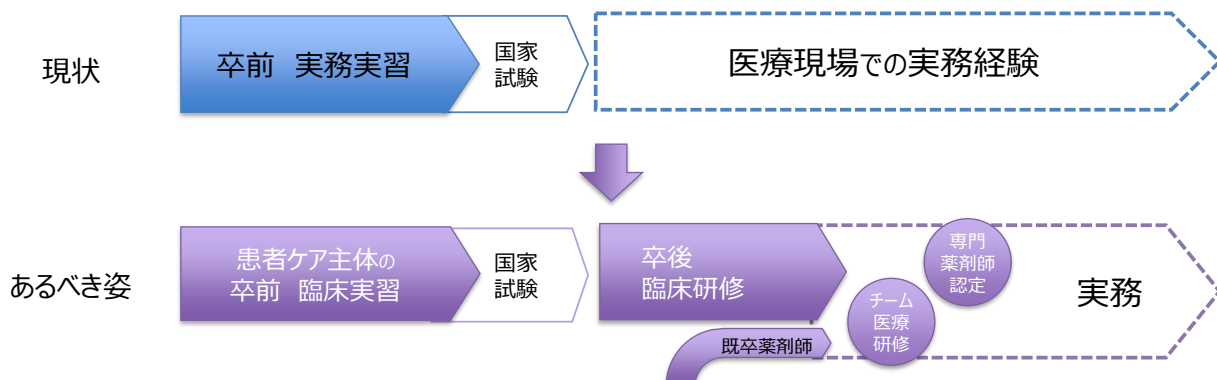 現状
卒前 実務実習
国家
試験
医療現場での実務経験
あるべき姿
患者ケア主体の
卒前 臨床実習
国家
試験
卒後
臨床研修
既卒薬剤師
チーム
医療
研修
専門
薬剤師
認定
実務